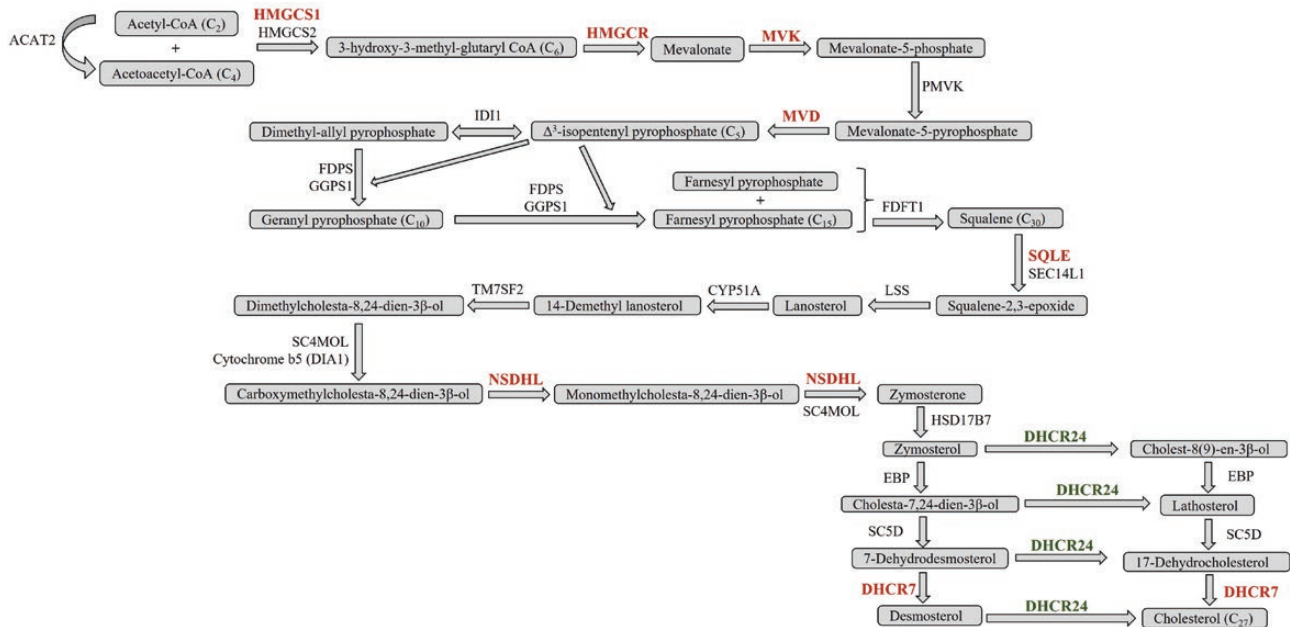 HMGCS1
ACAT2
Acetyl-CoA (C2)
+
Acetoacetyl-CoA (C4)
HMGCS2
3-hydroxy-3-methyl-glutaryl CoA (C6)
HMGCR
Mevalonate
MVK
Mevalonate-5-phosphate
PMVK
Dimethyl-allyl pyrophosphate
IDI1
Δ3-isopentenyl pyrophosphate (C5)
MVD
Mevalonate-5-pyrophosphate
FDPS
GGPS1
FDPS
GGPS1
Farnesyl pyrophosphate
+
Geranyl pyrophosphate (C10)
Farnesyl pyrophosphate (C15)
FDFT1
Squalene (C30)
SQLE
SEC14L1
Dimethylcholesta-8,24-dien-3β-ol
TM7SF2
14-Demethyl lanosterol
CYP51A
Lanosterol
LSS
Squalene-2,3-epoxide
SC4MOL
Cytochrome b5 (DIA1)
Carboxymethylcholesta-8,24-dien-3β-ol
NSDHL
Monomethylcholesta-8,24-dien-3β-ol
NSDHL
SC4MOL
Zymosterone
HSD17B7
Zymosterol
DHCR24
Cholest-8(9)-en-3β-ol
EBP
EBP
Cholesta-7,24-dien-3β-ol
DHCR24
Lathosterol
SC5D
SC5D
7-Dehydrodesmosterol
DHCR24
17-Dehydrocholesterol
DHCR7
DHCR7
Desmosterol
DHCR24
Cholesterol (C27)